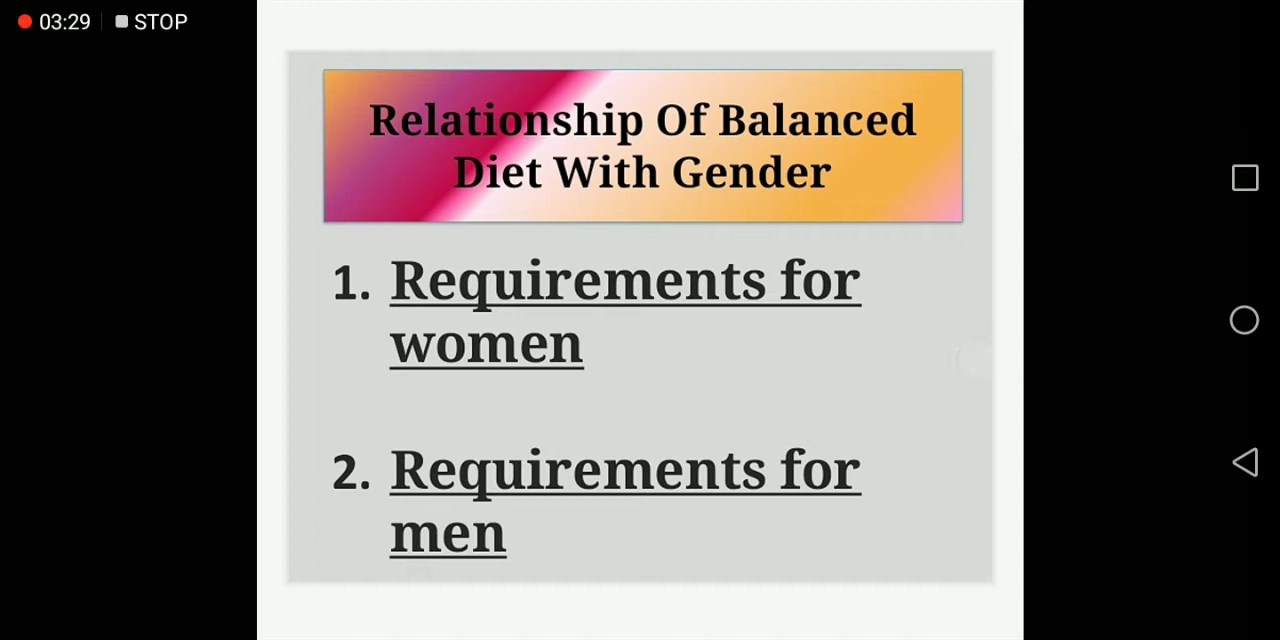 03:29 STOP
Relationship Of Balanced
Diet With Gender
1. Requirements for
women
2. Requirements for
men